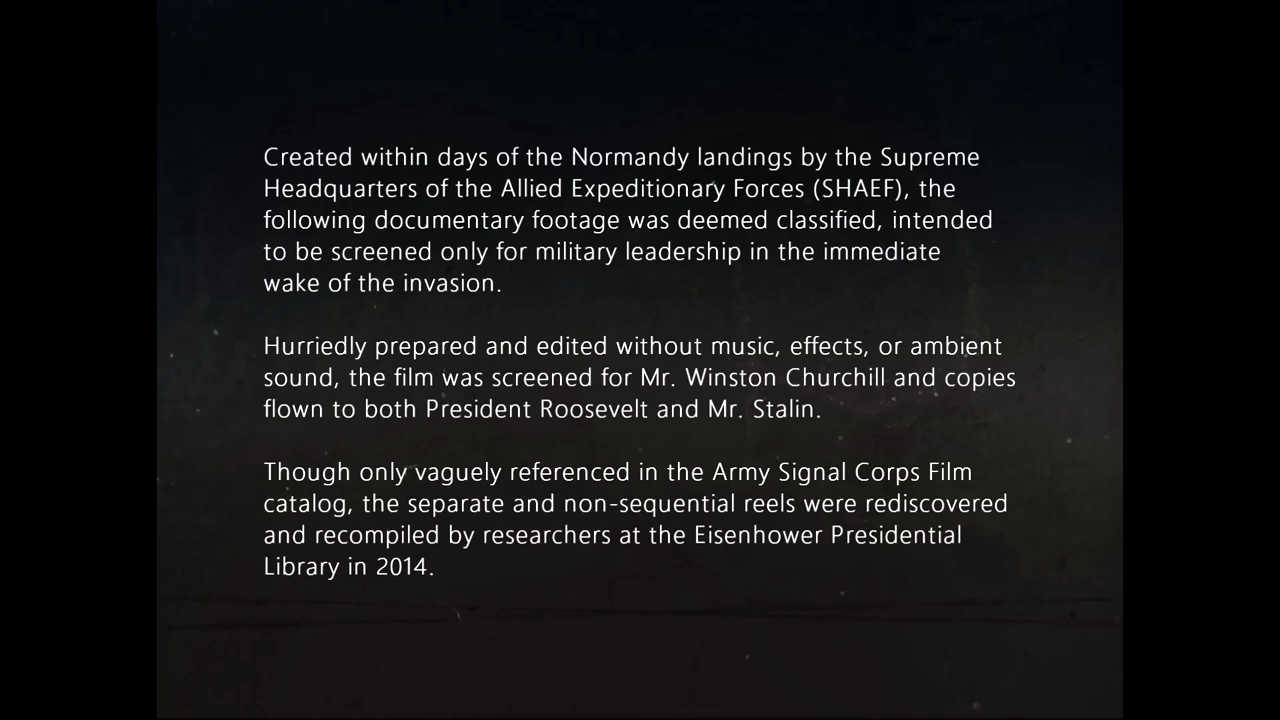 Created within days of the Normandy landings by the Supreme
Headquarters of the Allied Expeditionary Forces (SHAEF), the
following documentary footage was deemed classified, intended
to be screened only for military leadership in the immediate
wake of the invasion.
Hurriedly prepared and edited without music, effects, or ambient
sound, the film was screened for Mr. Winston Churchill and copies
flown to both President Roosevelt and Mr. Stalin.
Though only vaguely referenced in the Army Signal Corps Film
catalog, the separate and non-sequential reels were rediscovered
and recompiled by researchers at the Eisenhower Presidential
Library in 2014.